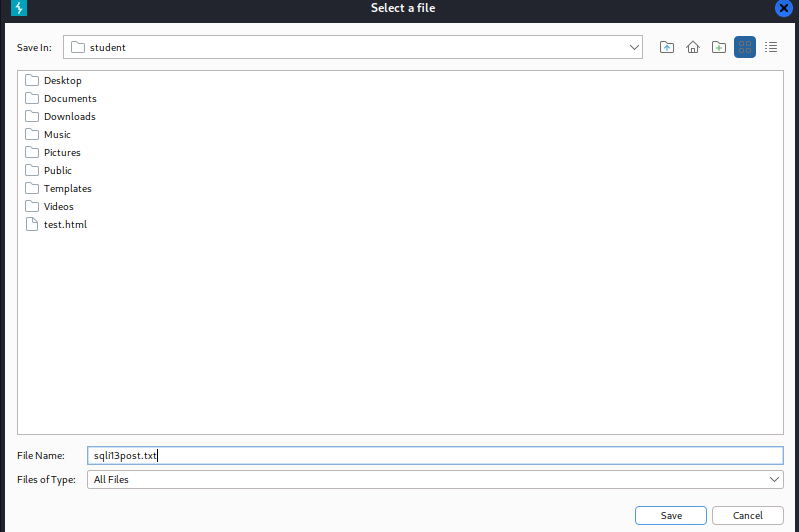 Select a file
Save In: student
Desktop
Documents
Downloads
Music
Pictures
Public
Templates
Videos
test.html
File Name: sqli13post.txt
Files of Type: All Files
Save Cancel